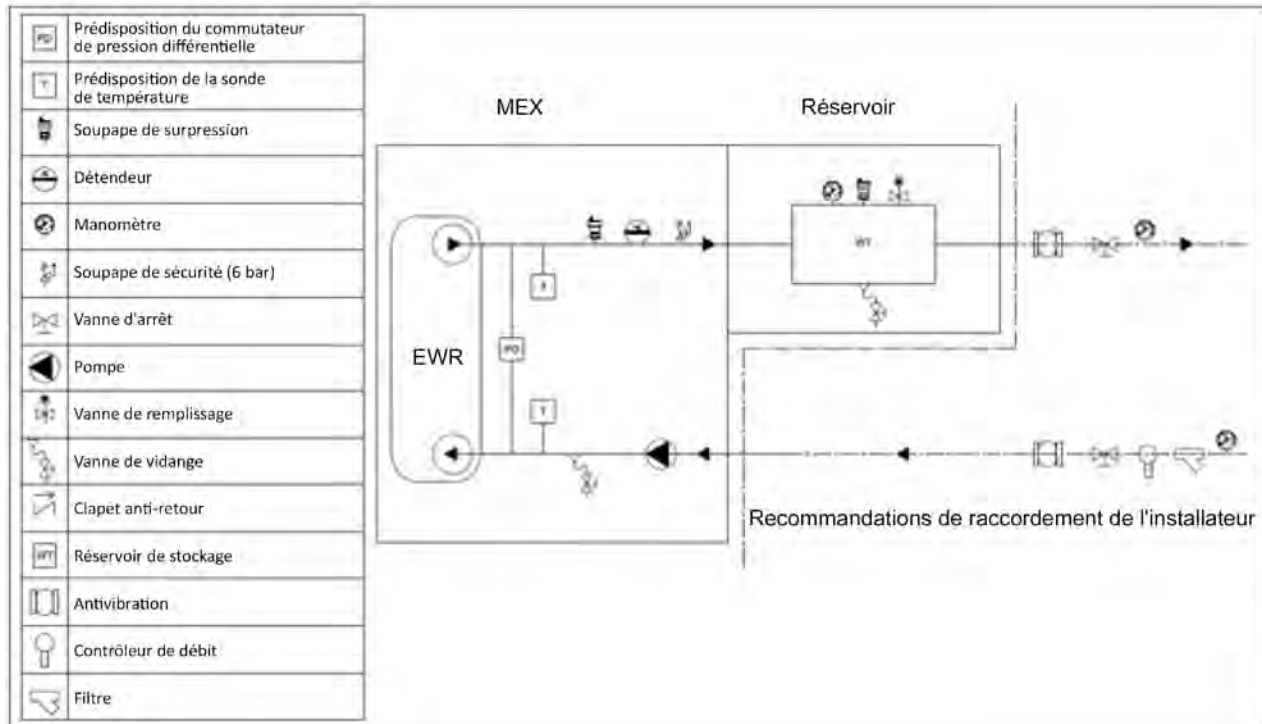 PD
Prédisposition du commutateur
de pression différentielle
T
Prédisposition de la sonde
de température
Soupape de surpression
Détendeur
Manomètre
Soupape de sécurité (6 bar)
Vanne d'arrêt
Pompe
Vanne de remplissage
Vanne de vidange
Clapet anti-retour
WT
Réservoir de stockage
Antivibration
Contrôleur de débit
Filtre
MEX
Réservoir
WT
T
PD
EWR
T
Recommandations de raccordement de l'installateur